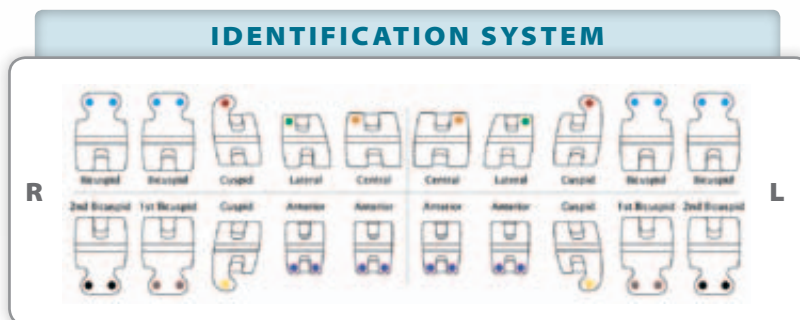 IDENTIFICATION SYSTEM
Bicuspid Bicuspid Cuspid Lateral Central Central Lateral Cuspid Bicuspid Bicuspid
R L
2nd Bicuspid 1st Bicuspid Cuspid Anterior Anterior Anterior Anterior Cuspid 1st Bicuspid 2nd Bicuspid